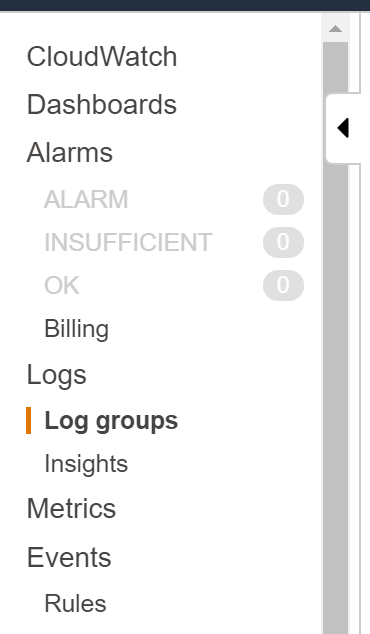 CloudWatch
Dashboards
Alarms
ALARM 0
INSUFFICIENT 0
OK 0
Billing
Logs
Log groups
Insights
Metrics
Events
Rules